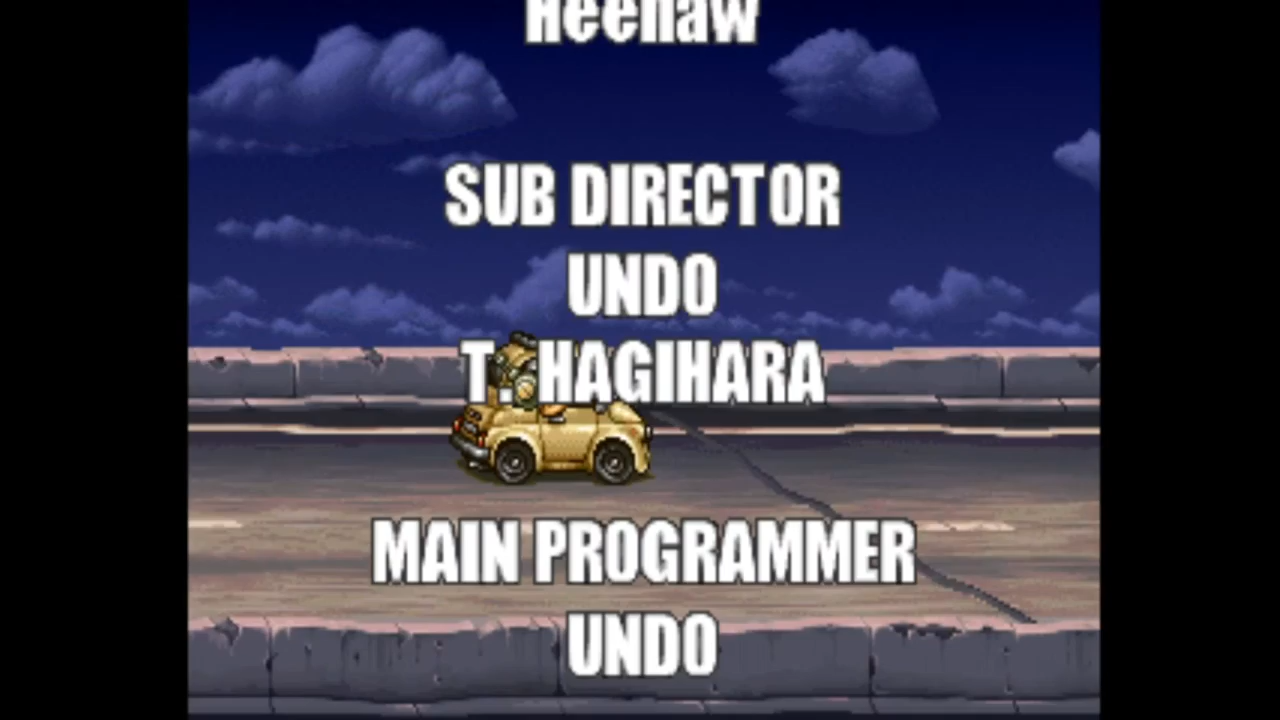 Heehaw
SUB DIRECTOR
UNDO
T. HAGIHARA
MAIN PROGRAMMER
UNDO